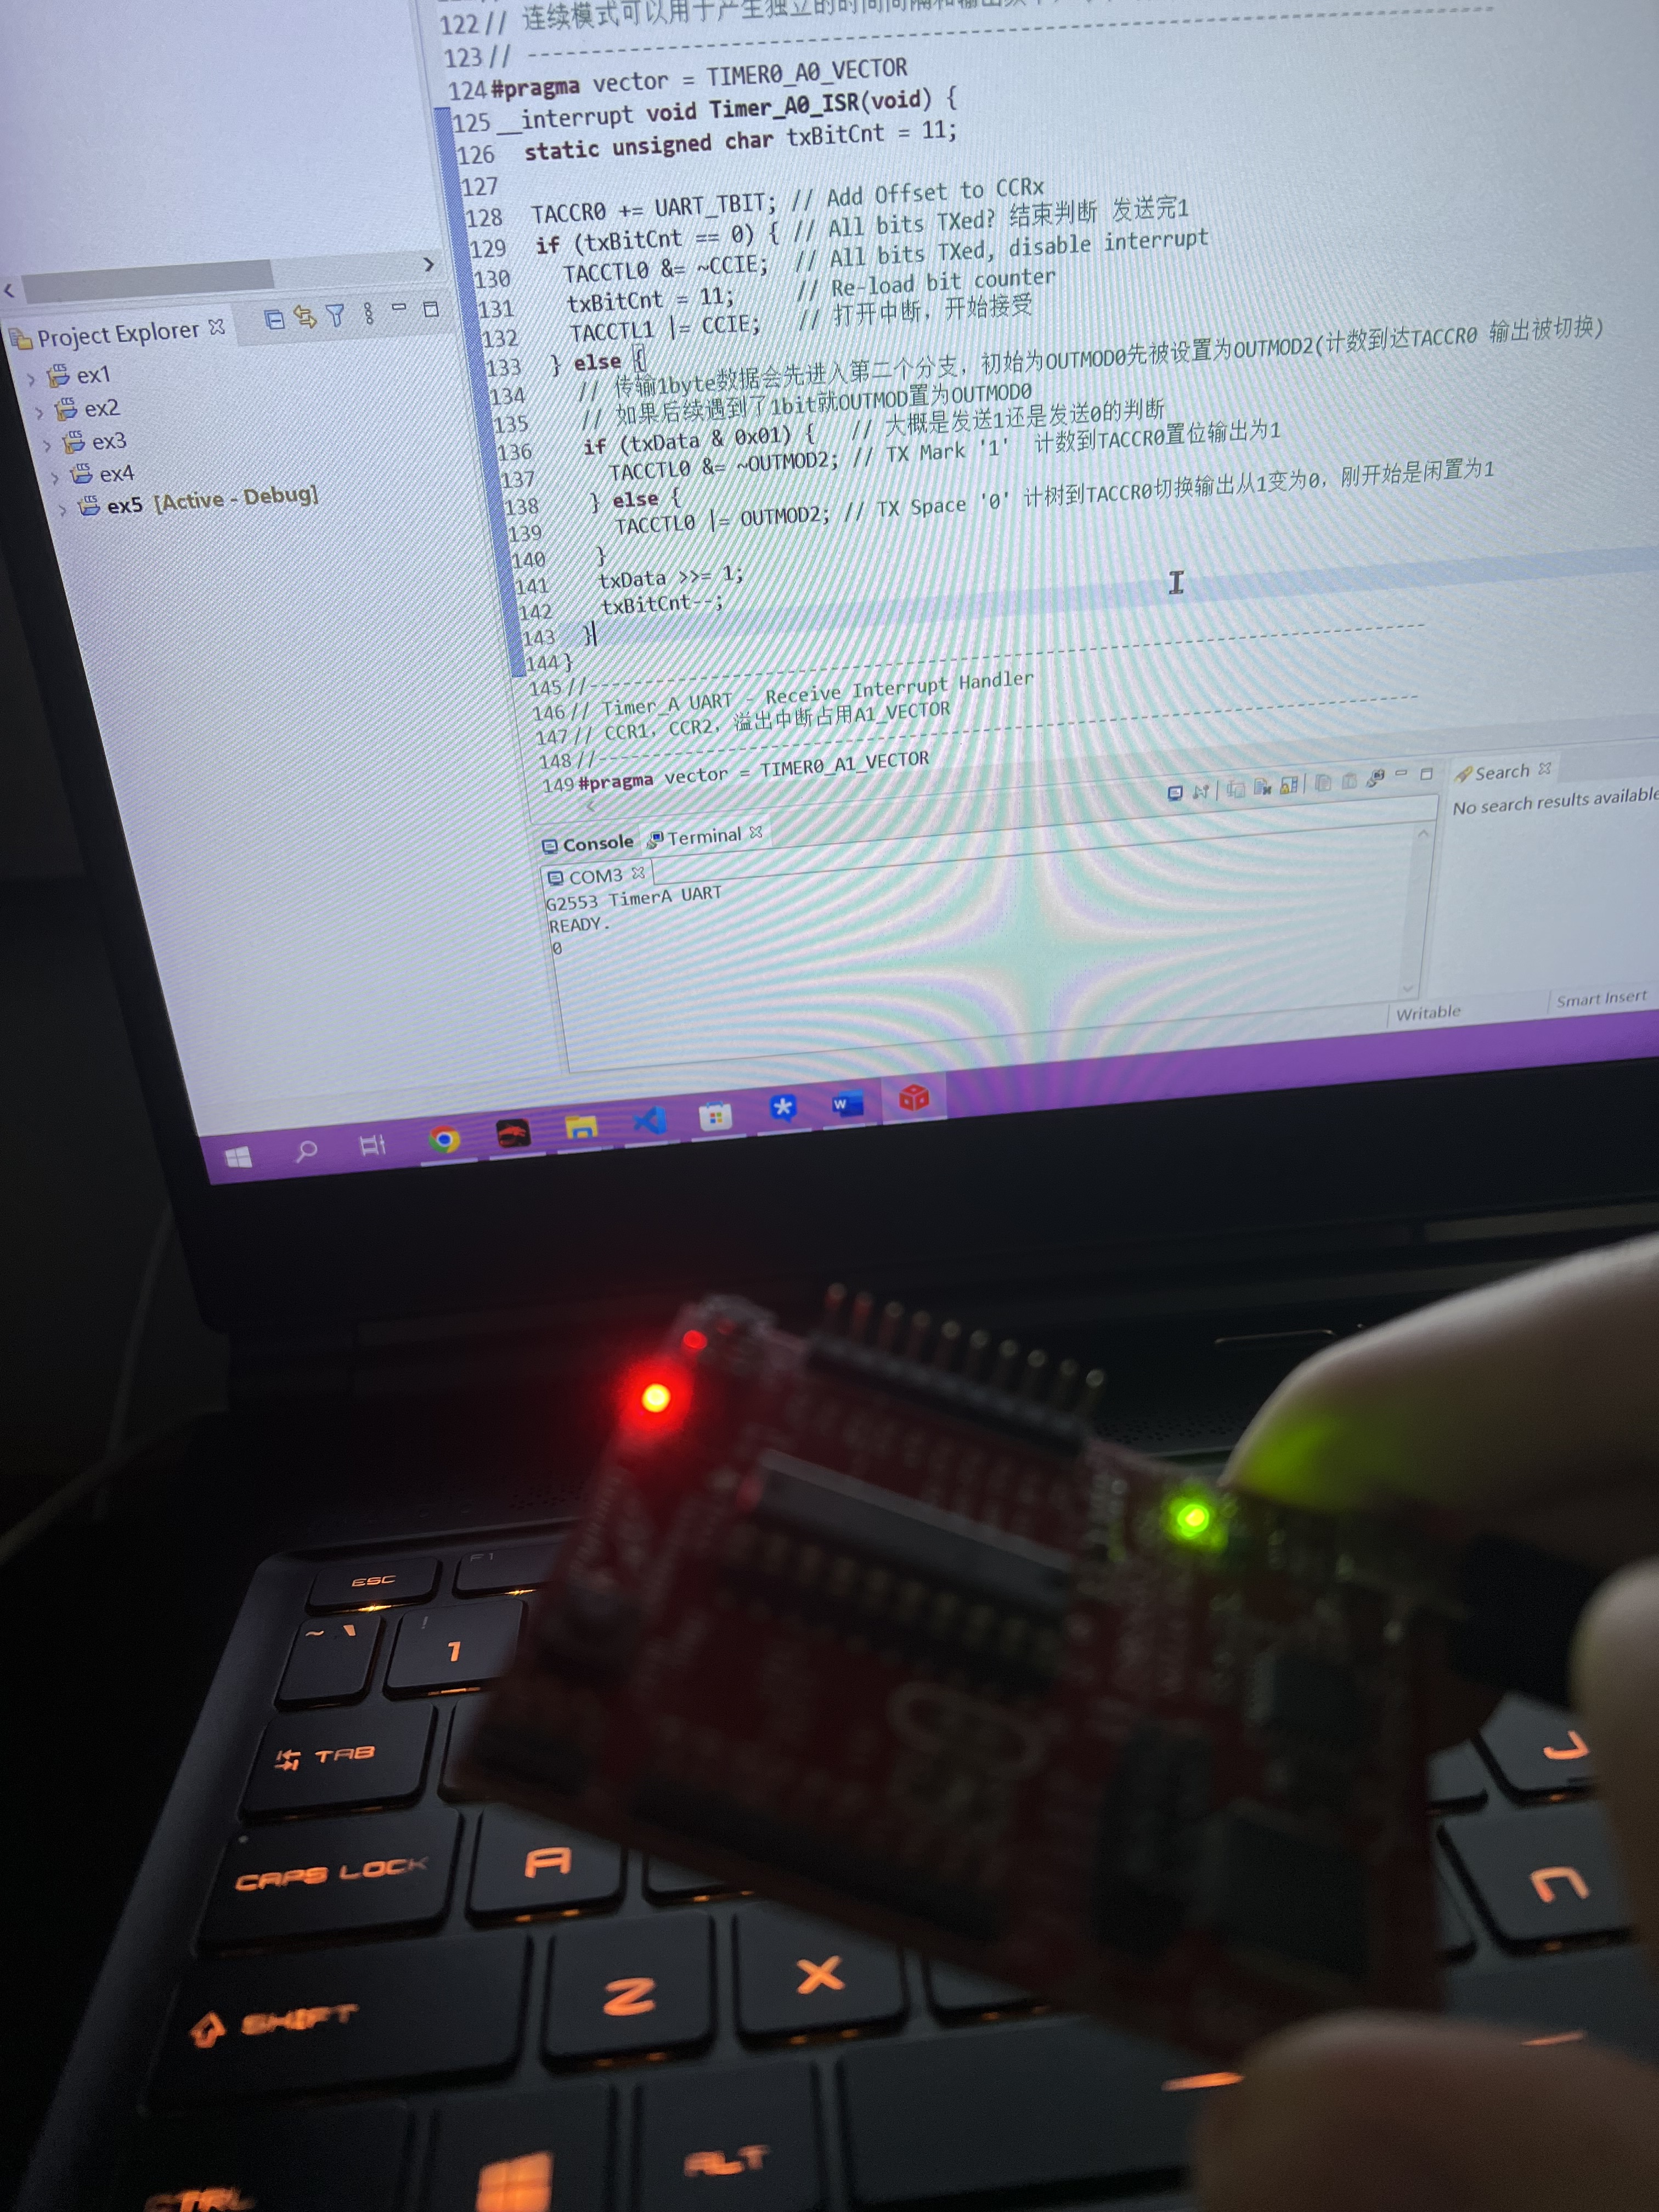 122 // 连续模式可以用于产生独立的时间间隔和输出频
123 // ----------------------------------------------------------------
124 #pragma vector = TIMER0_A0_VECTOR
125 __interrupt void Timer_A0_ISR(void) {
126 static unsigned char txBitCnt = 11;
127
128 TACCR0 += UART_TBIT; // Add Offset to CCRx
129 if (txBitCnt == 0) { // All bits TXed? 结束判断 发送完1
130 TACCTL0 &= ~CCIE; // All bits TXed, disable interrupt
131 txBitCnt = 11; // Re-load bit counter
132 TACCTL1 |= CCIE; // 打开中断，开始接受
133 } else {
134 // 传输1byte数据会先进入第二个分支，初始为OUTMOD0先被设置为OUTMOD2(计数到达TACCR0 输出被切换)
135 // 如果后续遇到了1bit就OUTMOD置为OUTMOD0
136 if (txData & 0x01) { // 大概是发送1还是发送0的判断
137 TACCTL0 &= ~OUTMOD2; // TX Mark '1' 计数到TACCR0置位输出为1
138 } else {
139 TACCTL0 |= OUTMOD2; // TX Space '0' 计树到TACCR0切换输出从1变为0，刚开始是闲置为1
140 }
141 txData >>= 1;
142 txBitCnt--;
143 }
144 }
145 //----------------------------------------------------------------
146 // Timer_A UART - Receive Interrupt Handler
147 // CCR1, CCR2, 溢出中断占用A1_VECTOR
148 //----------------------------------------------------------------
149 #pragma vector = TIMER0_A1_VECTOR
Project Explorer
ex1
ex2
ex3
ex4
ex5 [Active - Debug]
Console Terminal
COM3
G2553 TimerA UART
READY.
0
Search
No search results available
Writable
Smart Insert
W
ESC F1
~ ! 1
TAB
CAPS LOCK A
SHIFT Z X
CTRL ALT
J
N